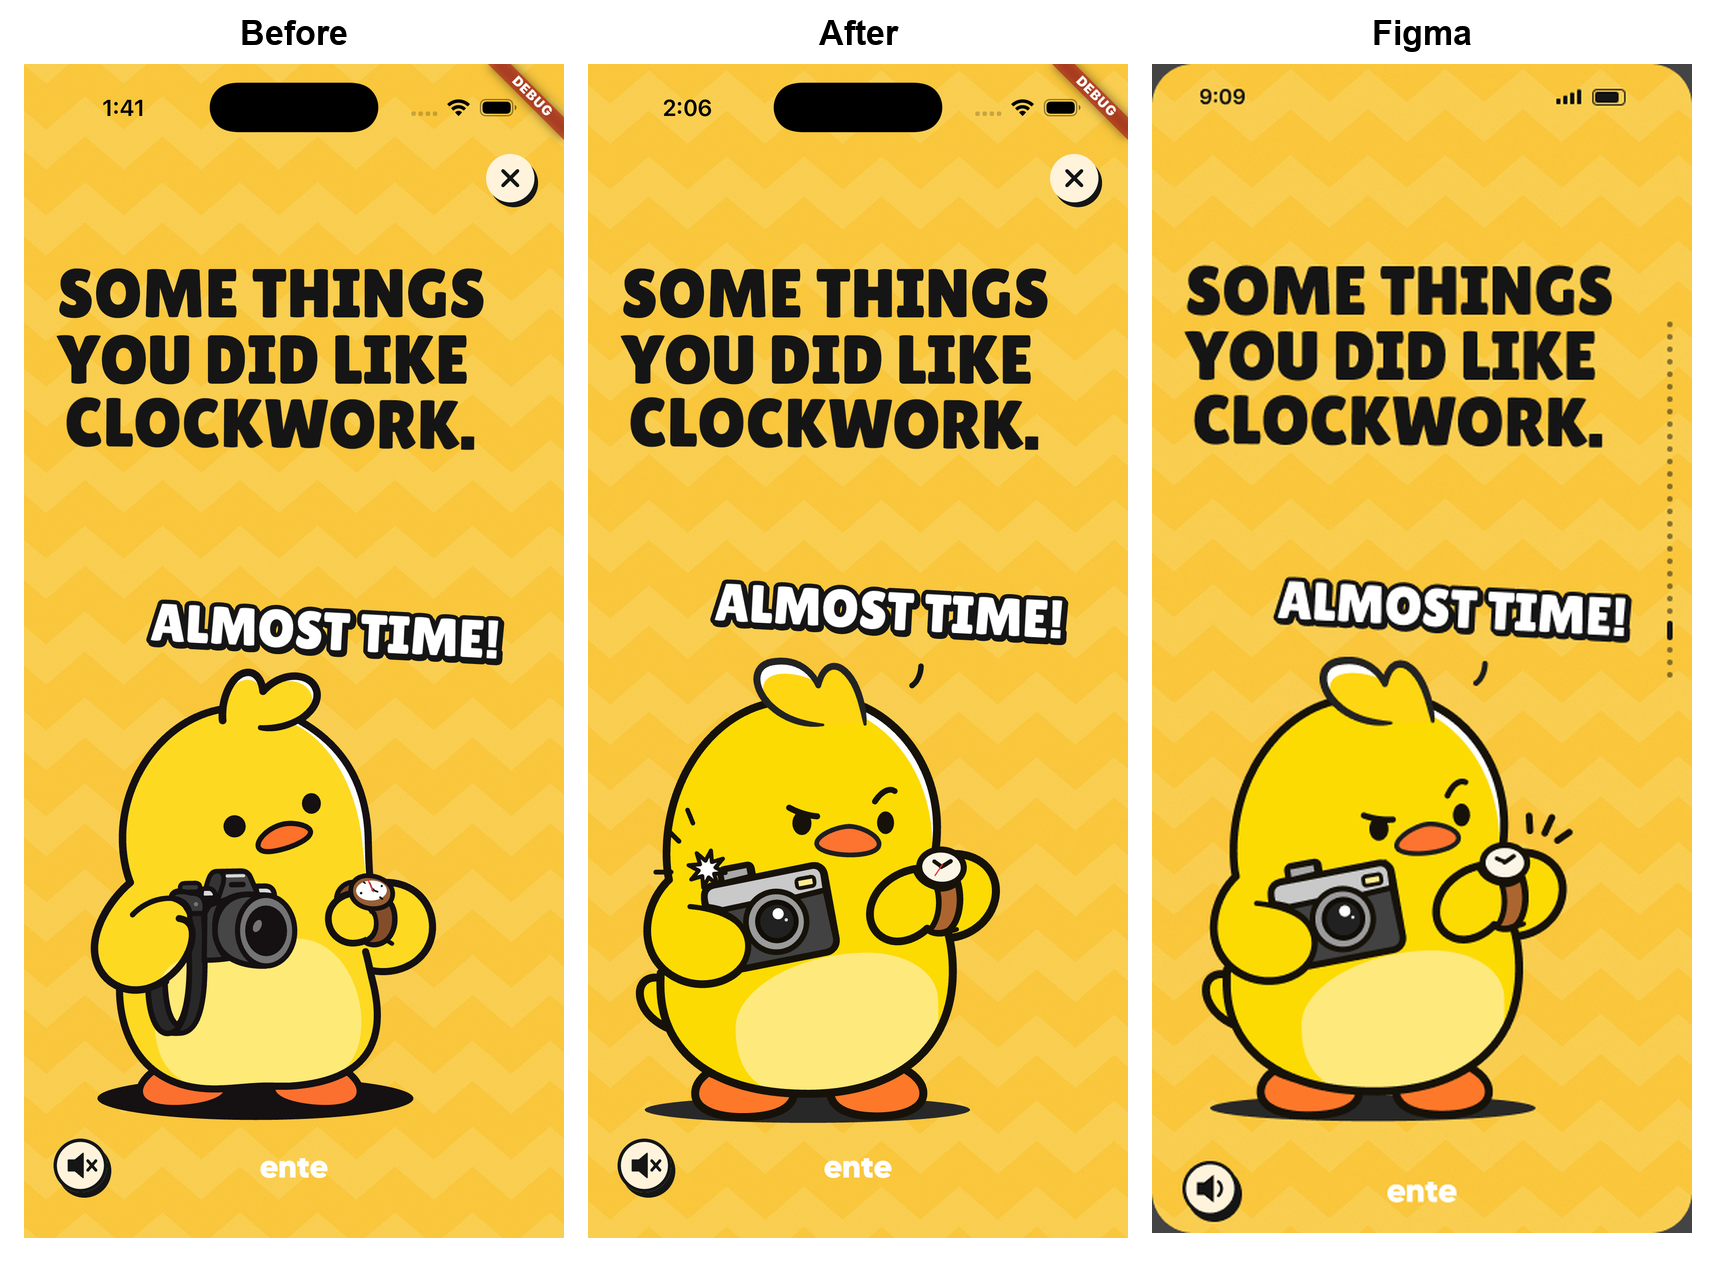 Before
After
Figma
1:41
DEBUG
SOME THINGS
YOU DID LIKE
CLOCKWORK.
ALMOST TIME!
ente
2:06
DEBUG
SOME THINGS
YOU DID LIKE
CLOCKWORK.
ALMOST TIME!
ente
9:09
SOME THINGS
YOU DID LIKE
CLOCKWORK.
ALMOST TIME!
ente